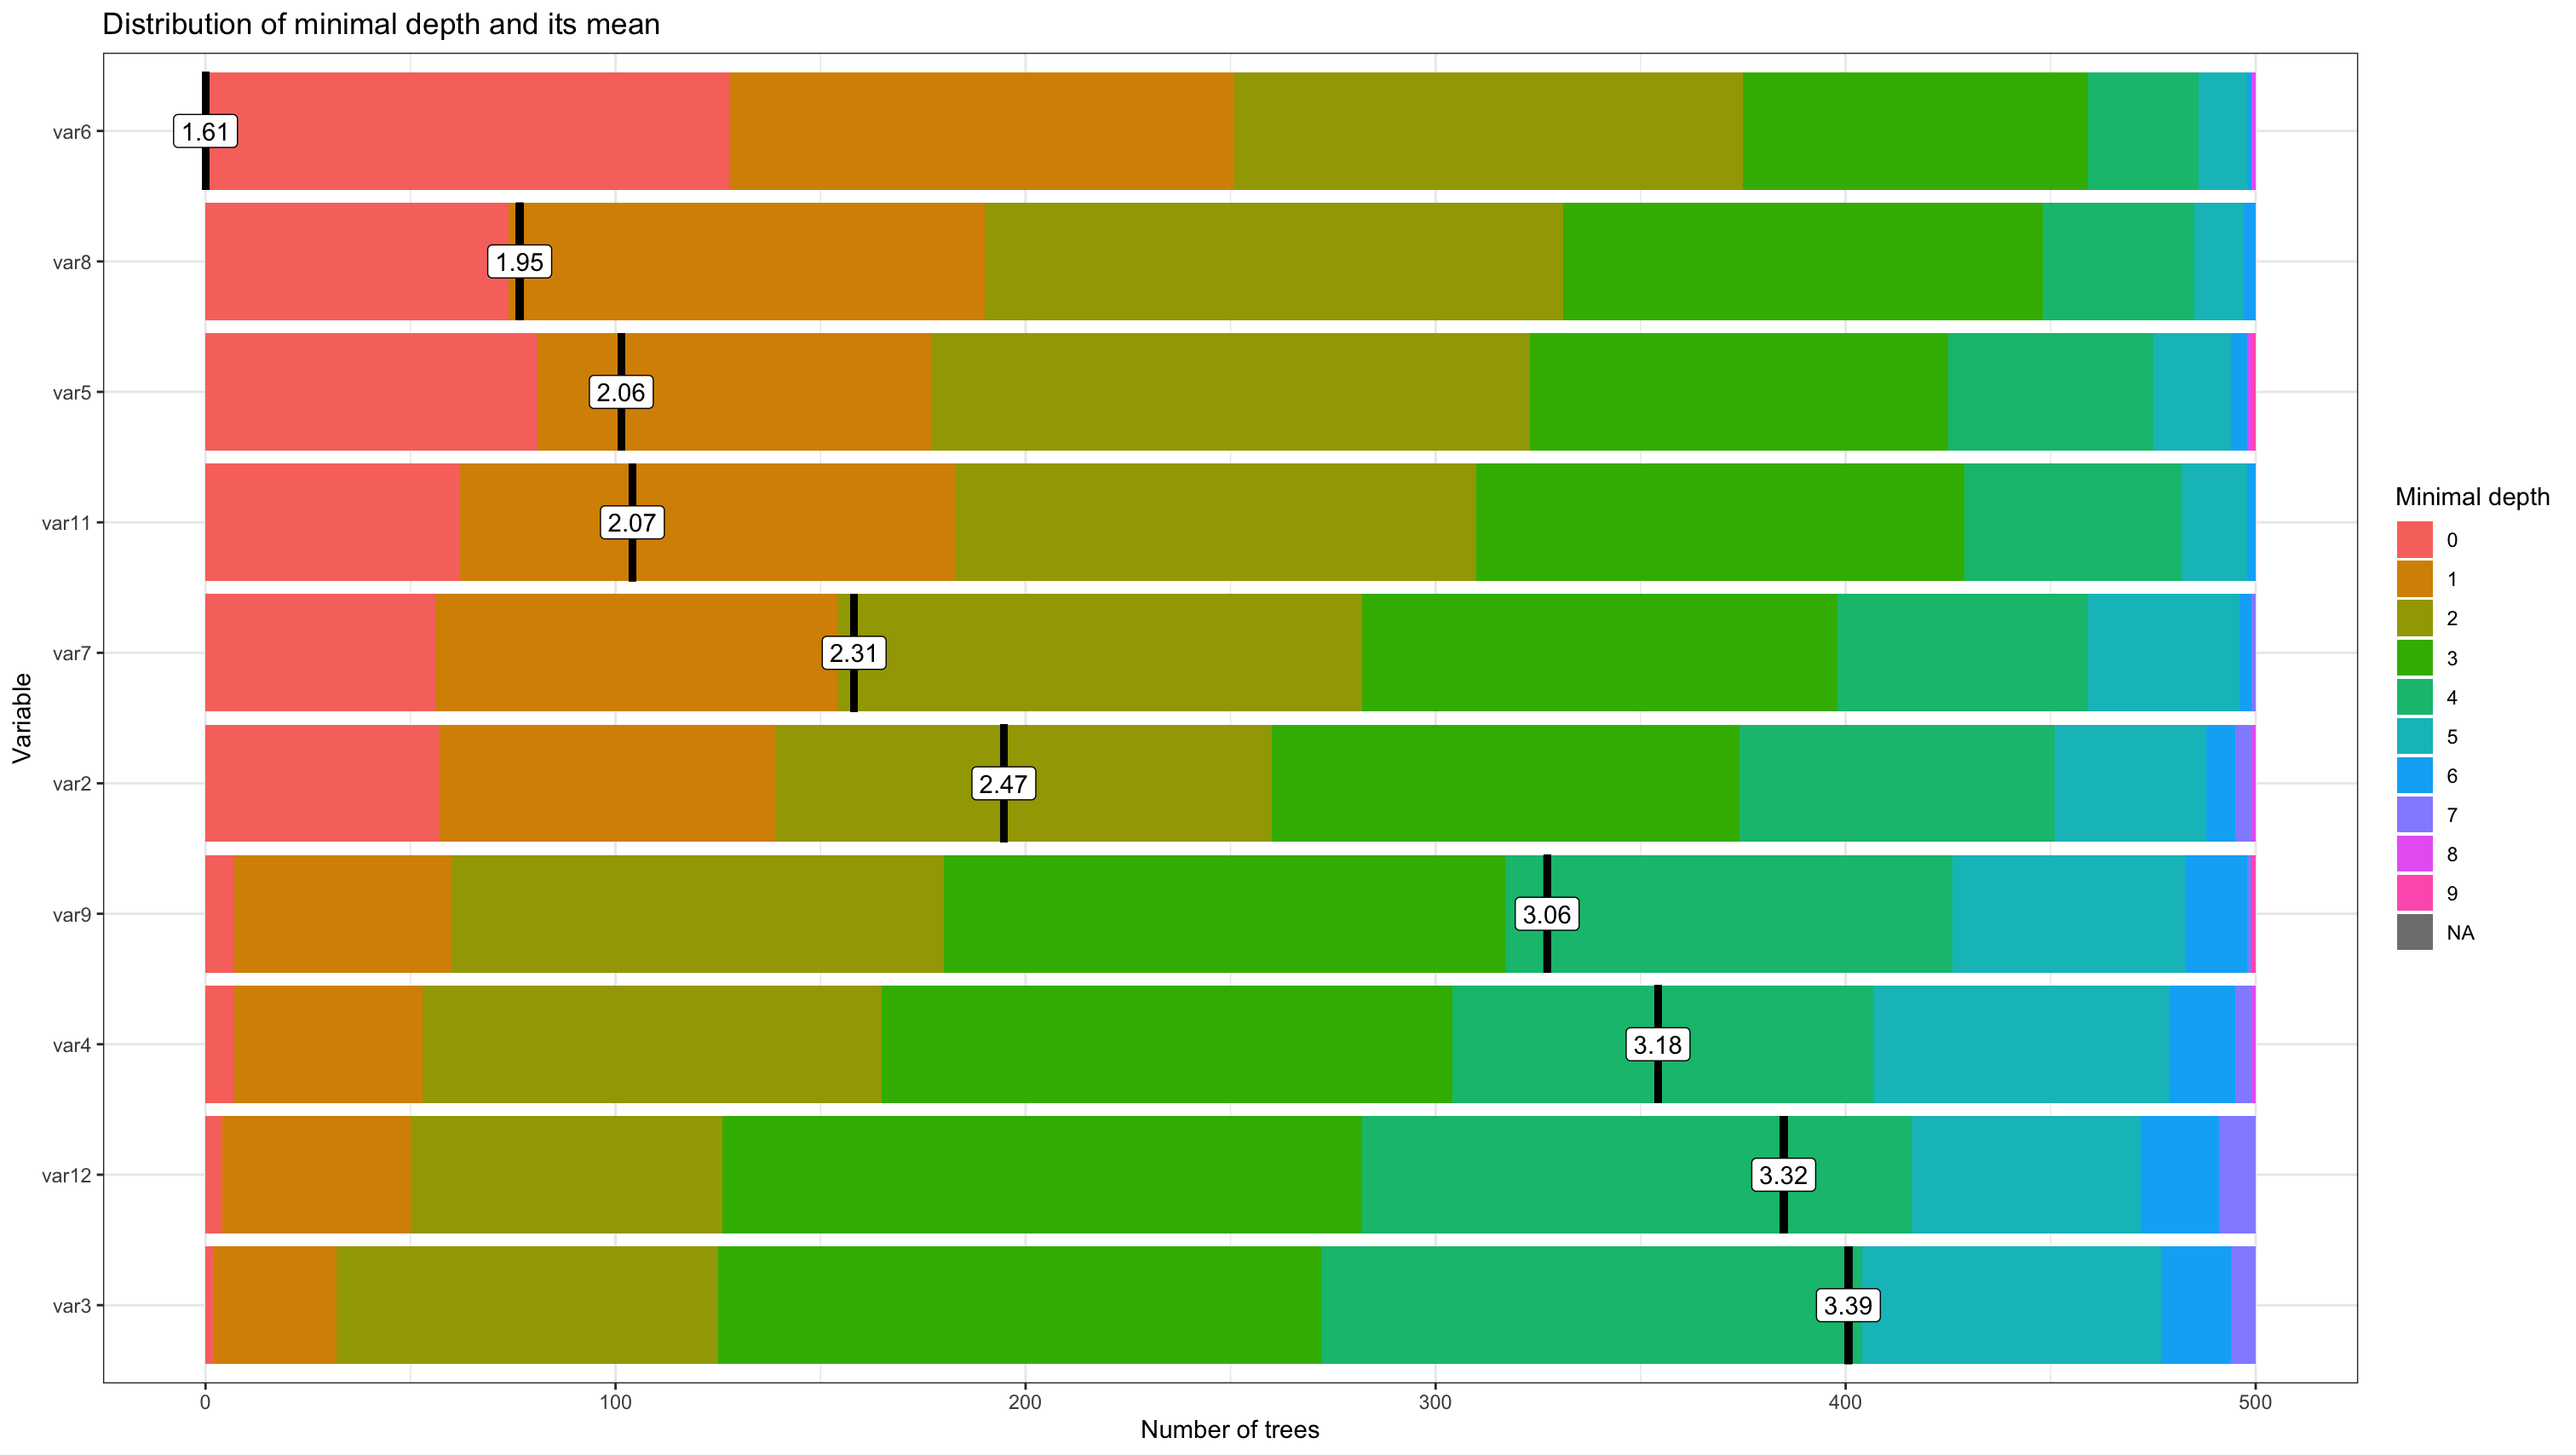 Distribution of minimal depth and its mean
Variable
var6
1.61
var8
1.95
var5
2.06
var11
2.07
var7
2.31
var2
2.47
var9
3.06
var4
3.18
var12
3.32
var3
3.39
0 100 200 300 400 500
Number of trees
Minimal depth
0
1
2
3
4
5
6
7
8
9
NA